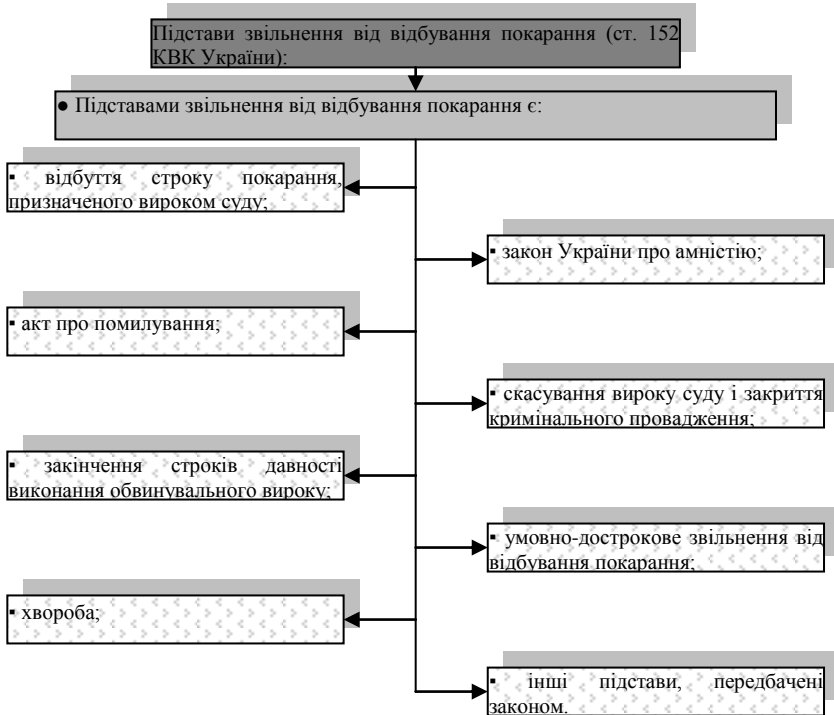 Підстави звільнення від відбування покарання (ст. 152
КВК України):
● Підставами звільнення від відбування покарання є:
▪ відбуття строку покарання,
призначеного вироком суду;
▪ закон України про амністію;
▪ акт про помилування;
▪ скасування вироку суду і закриття
кримінального провадження;
▪ закінчення строків давності
виконання обвинувального вироку;
▪ умовно-дострокове звільнення від
відбування покарання;
▪ хвороба;
▪ інші підстави, передбачені
законом.